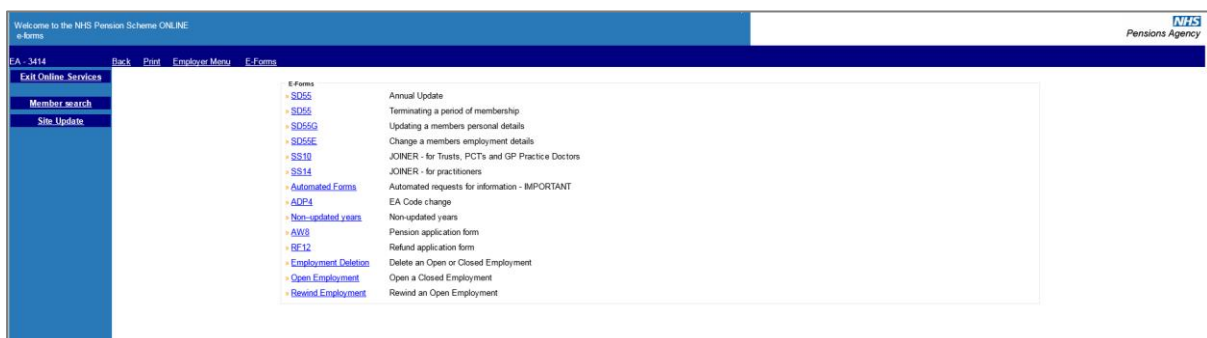 Welcome to the NHS Pension Scheme ONLINE
e-forms
NHS
Pensions Agency
EA - 3414 Back Print Employer Menu E-Forms
Exit Online Services
Member search
Site Update
E-Forms
SD55 Annual Update
SD55 Terminating a period of membership
SD55G Updating a members personal details
SD55E Change a members employment details
SS10 JOINER - for Trusts, PCT's and GP Practice Doctors
SS14 JOINER - for practitioners
Automated Forms Automated requests for information - IMPORTANT
ADP4 EA Code change
Non-updated years Non-updated years
AW8 Pension application form
RF12 Refund application form
Employment Deletion Delete an Open or Closed Employment
Open Employment Open a Closed Employment
Rewind Employment Rewind an Open Employment